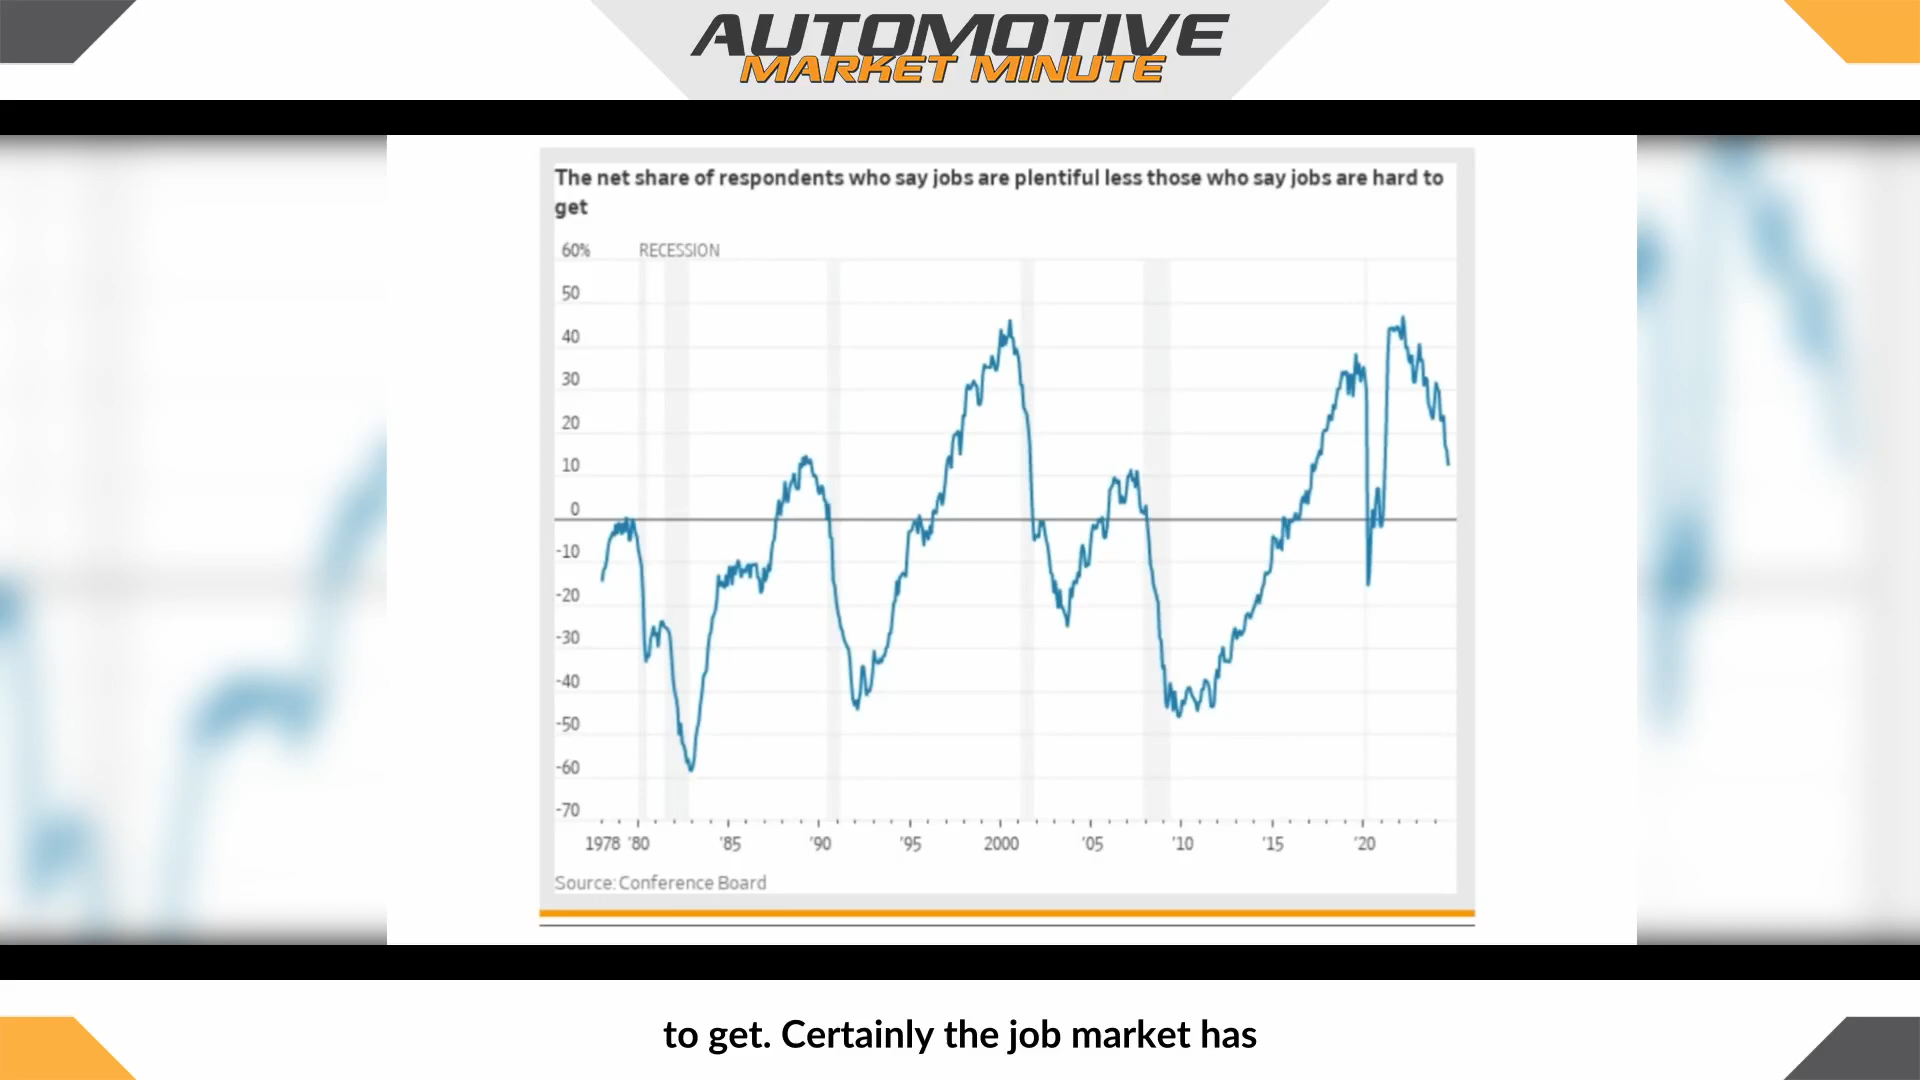 AUTOMOTIVE
MARKET MINUTE
The net share of respondents who say jobs are plentiful less those who say jobs are hard to
get
60% RECESSION
50
40
30
20
10
0
-10
-20
-30
-40
-50
-60
-70
1978 '80 '85 '90 '95 2000 '05 '10 '15 '20
Source: Conference Board
to get. Certainly the job market has